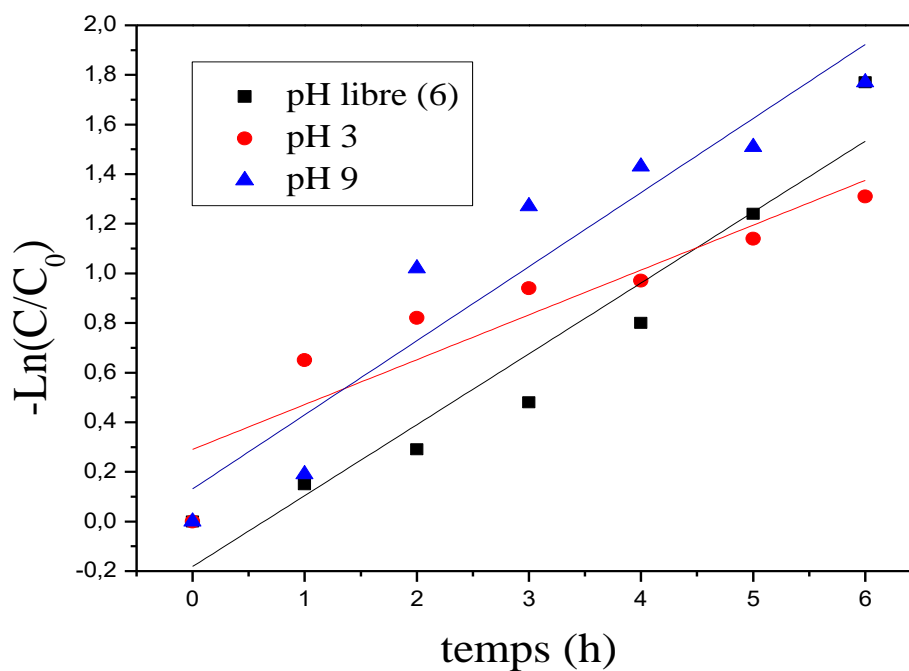 2,0
1,8
1,6
1,4
1,2
1,0
0,8
0,6
0,4
0,2
0,0
-0,2
-Ln(C/C₀)
pH libre (6)
pH 3
pH 9
0 1 2 3 4 5 6
temps (h)